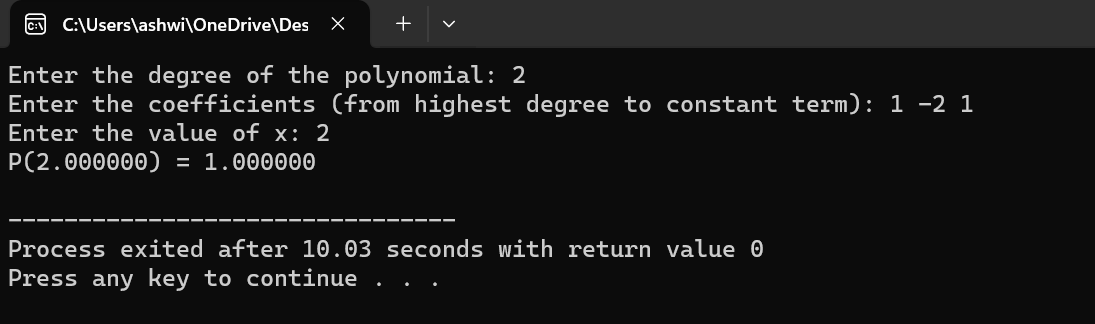 C:\Users\ashwi\OneDrive\Des
Enter the degree of the polynomial: 2
Enter the coefficients (from highest degree to constant term): 1 -2 1
Enter the value of x: 2
P(2.000000) = 1.000000
--------------------------------
Process exited after 10.03 seconds with return value 0
Press any key to continue . . .